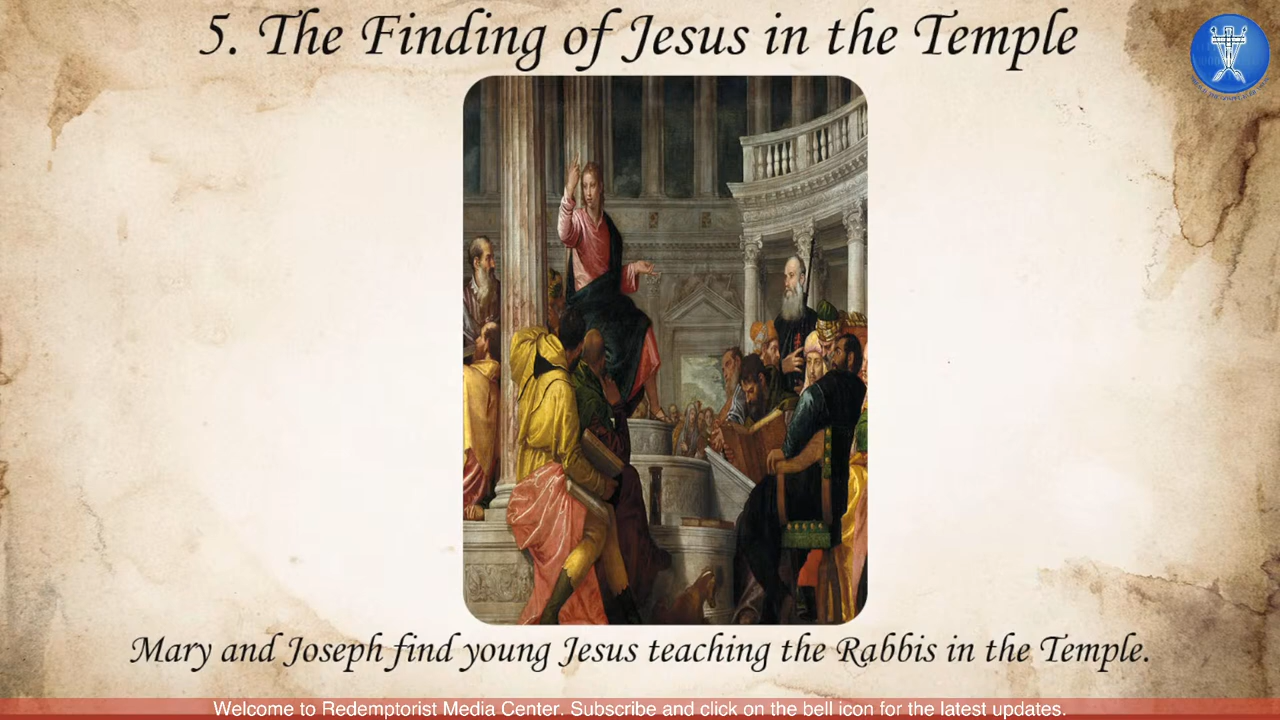 5. The Finding of Jesus in the Temple
Mary and Joseph find young Jesus teaching the Rabbis in the Temple.
Welcome to Redemptorist Media Center. Subscribe and click on the bell icon for the latest updates.